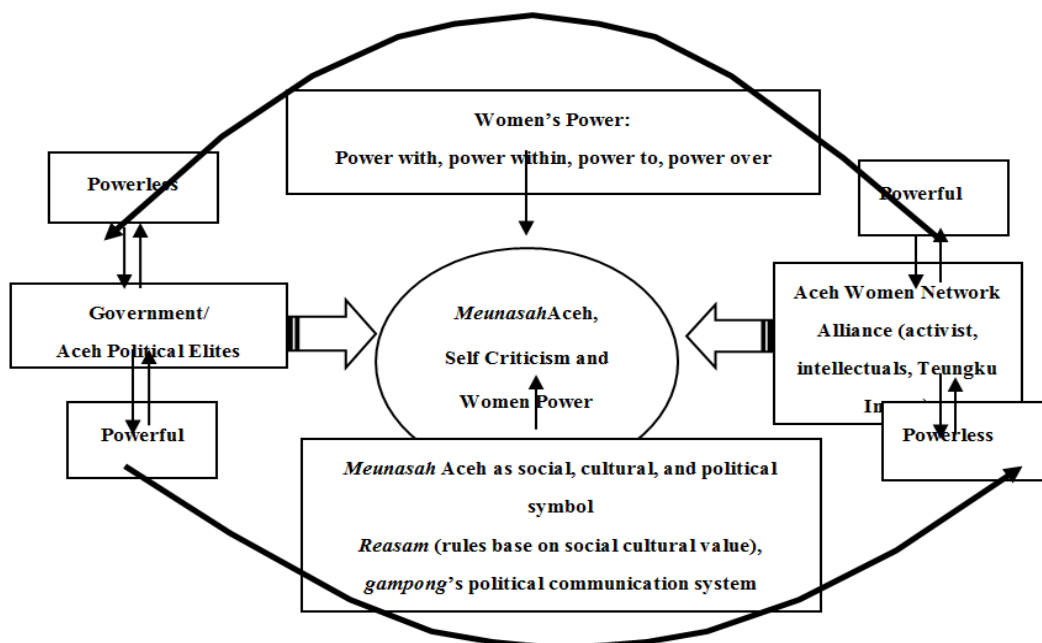 Women's Power:
Power with, power within, power to, power over
Powerless
Powerful
Government/
Aceh Political Elites
MeunasahAceh,
Self Criticism and
Women Power
Aceh Women Network
Alliance (activist,
intellectuals, Teungku
Powerful
Powerless
Meunasah Aceh as social, cultural, and political
symbol
Reasam (rules base on social cultural value),
gampong's political communication system